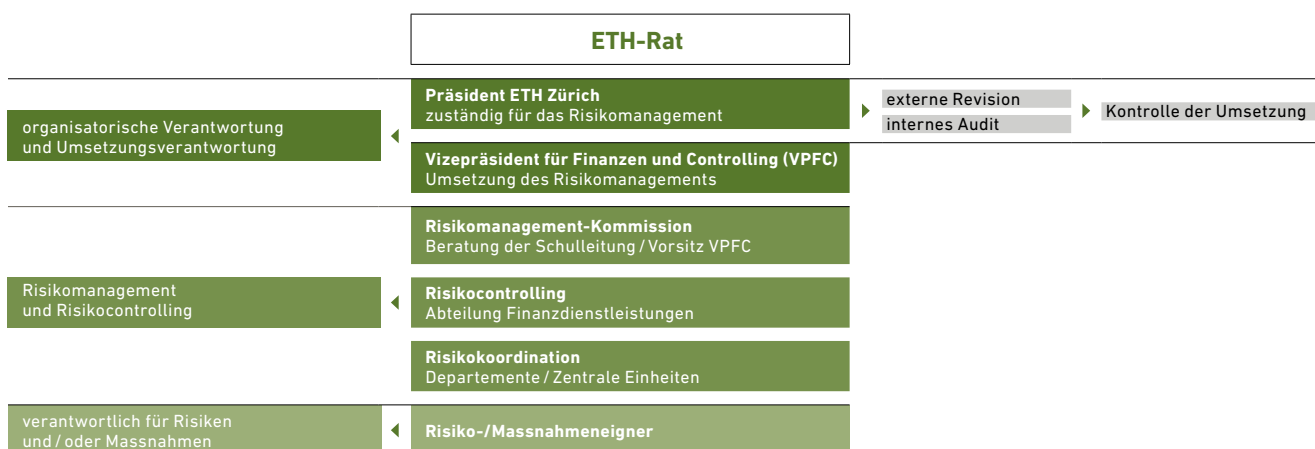 ETH-Rat
organisatorische Verantwortung
und Umsetzungsverantwortung
Präsident ETH Zürich
zuständig für das Risikomanagement
Vizepräsident für Finanzen und Controlling (VPFC)
Umsetzung des Risikomanagements
externe Revision
internes Audit
Kontrolle der Umsetzung
Risikomanagement
und Risikocontrolling
Risikomanagement-Kommission
Beratung der Schulleitung / Vorsitz VPFC
Risikocontrolling
Abteilung Finanzdienstleistungen
Risikokoordination
Departemente / Zentrale Einheiten
verantwortlich für Risiken
und / oder Massnahmen
Risiko-/Massnahmeneigner